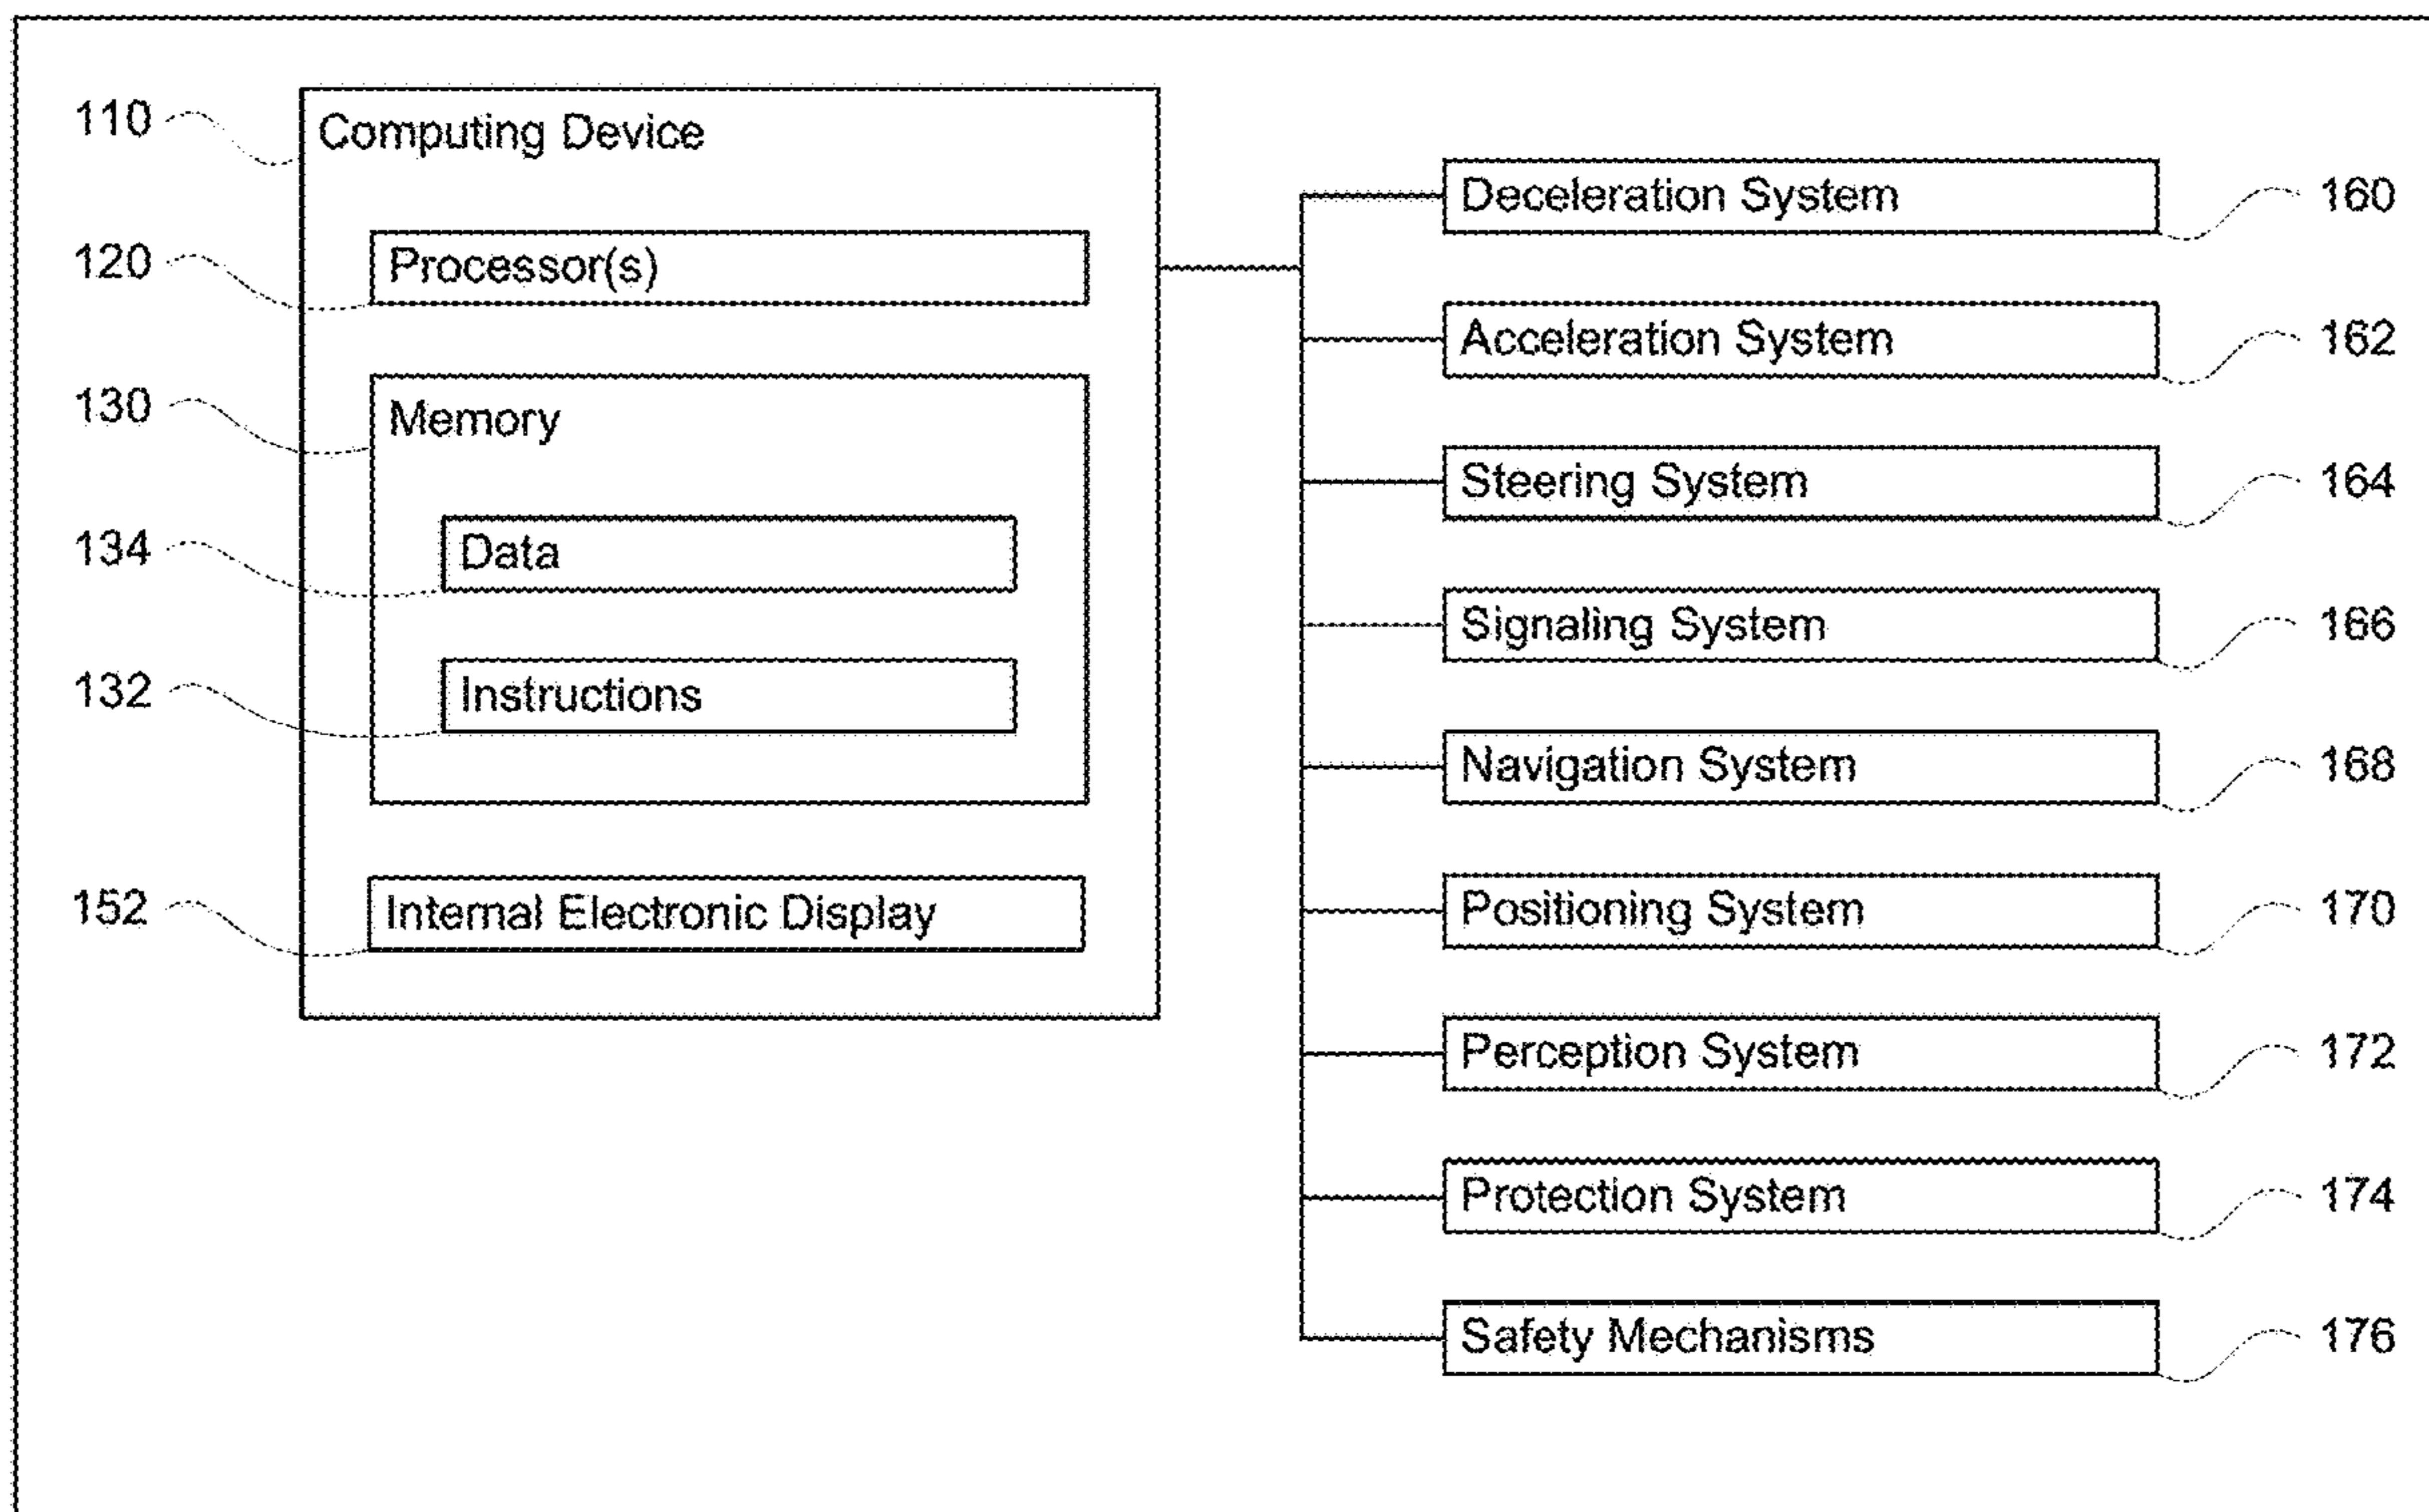 110
Computing Device
120
Processor(s)
130
Memory
134
Data
132
Instructions
152
Internal Electronic Display
Deceleration System
160
Acceleration System
162
Steering System
164
Signaling System
166
Navigation System
168
Positioning System
170
Perception System
172
Protection System
174
Safety Mechanisms
176